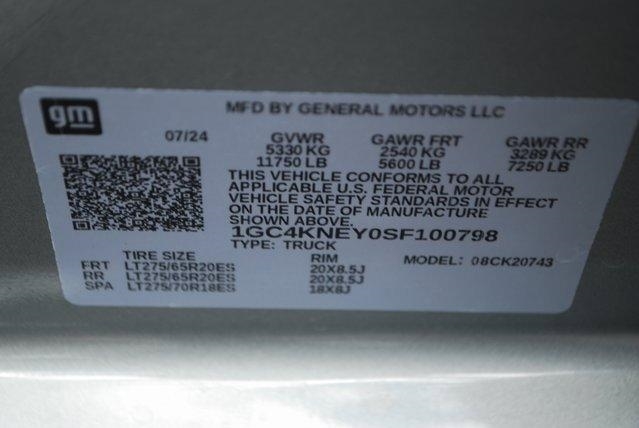 gm
MFD BY GENERAL MOTORS LLC
07/24 GVWR GAWR FRT GAWR RR
5330 KG 2540 KG 3289 KG
11750 LB 5600 LB 7250 LB
THIS VEHICLE CONFORMS TO ALL
APPLICABLE U.S. FEDERAL MOTOR
VEHICLE SAFETY STANDARDS IN EFFECT
ON THE DATE OF MANUFACTURE
SHOWN ABOVE.
1GC4KNEY0SF100798
TYPE: TRUCK
MODEL: 08CK20743
TIRE SIZE RIM
FRT LT275/65R20ES 20X8.5J
RR LT275/65R20ES 20X8.5J
SPA LT275/70R18ES 18X8J